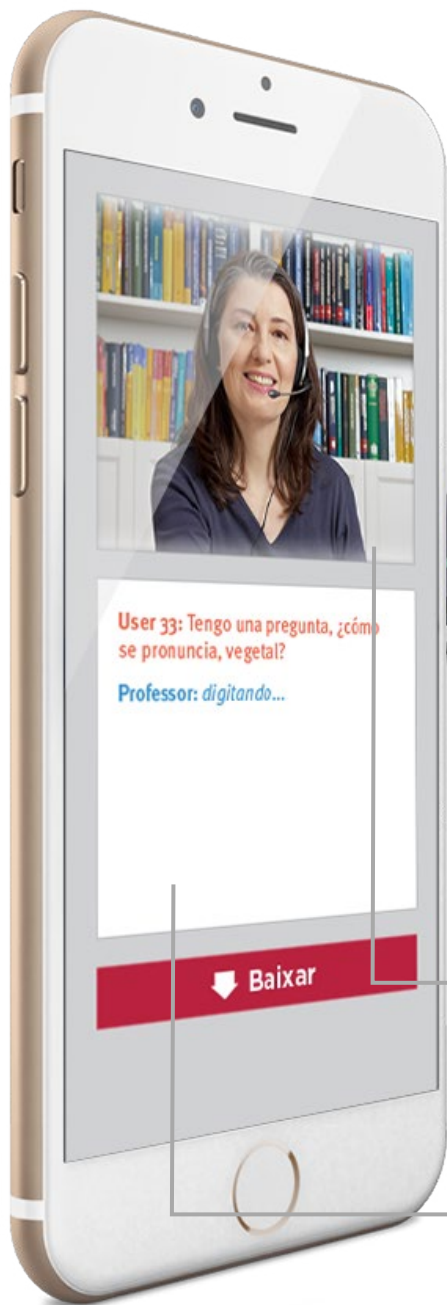 User 33: Tengo una pregunta, ¿cómo
se pronuncia, vegetal?
Professor: digitando...
Baixar